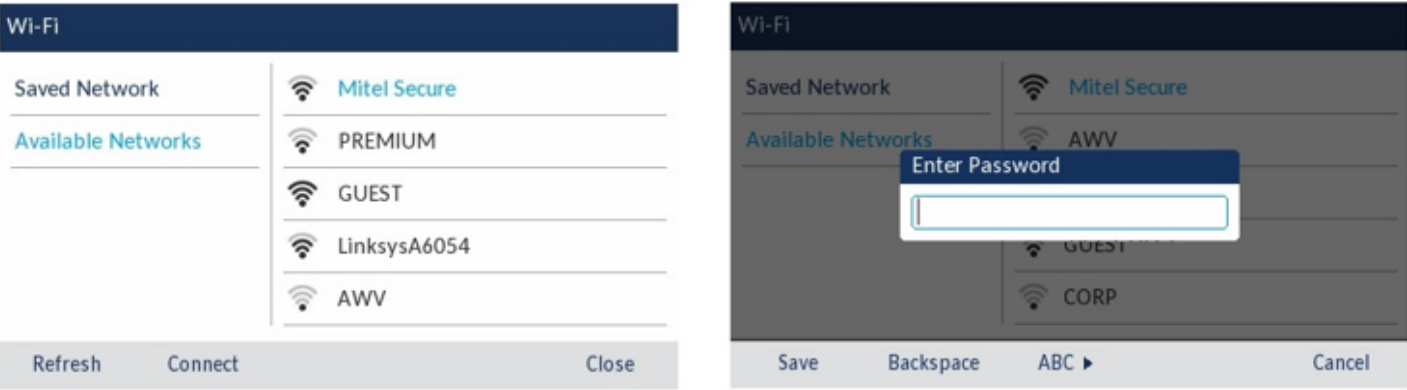 Wi-Fi
Saved Network
Available Networks
Mitel Secure
PREMIUM
GUEST
LinksysA6054
AWV
Refresh Connect Close
Wi-Fi
Saved Network
Available Networks
Mitel Secure
AWV
Enter Password
GUEST
CORP
Save Backspace ABC ▶ Cancel